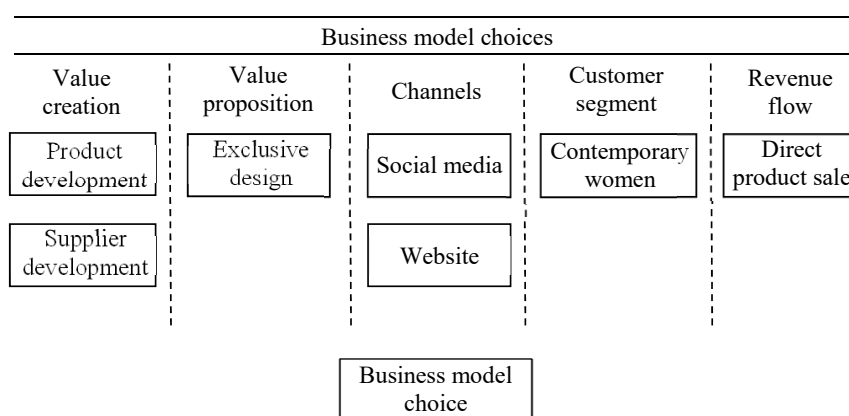 Business model choices
Value
creation
Value
proposition
Channels
Customer
segment
Revenue
flow
Product
development
Exclusive
design
Social media
Contemporary
women
Direct
product sale
Supplier
development
Website
Business model
choice